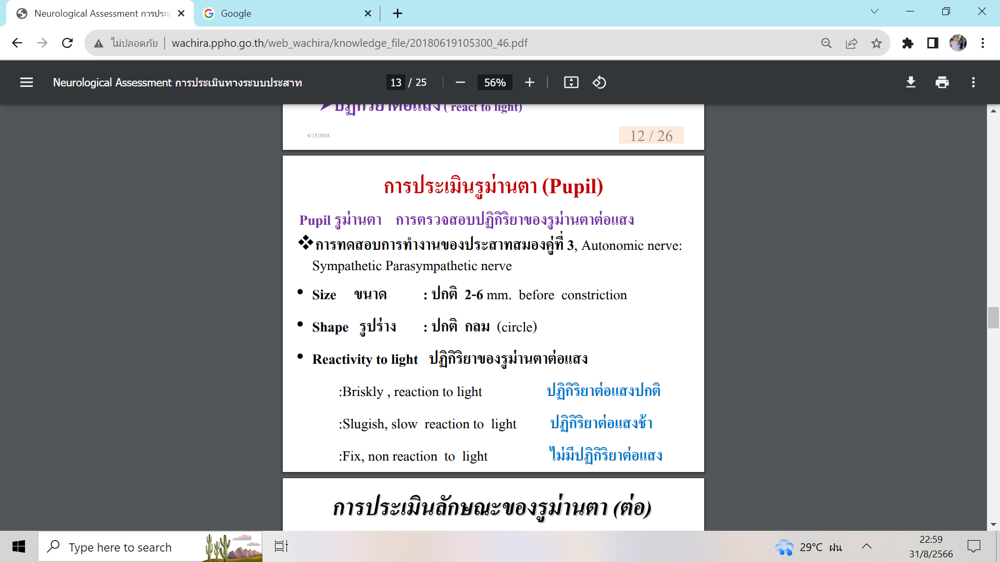 Neurological Assessment การประเ
Google
ไม่ปลอดภัย
wachira.ppho.go.th/web_wachira/knowledge_file/20180619105300_46.pdf
Neurological Assessment การประเมินทางระบบประสาท
13 / 25
56%
ปฏิกิริยาต่อแสง ( react to light)
6/15/2018
12 / 26
การประเมินรูม่านตา (Pupil)
Pupil รูม่านตา การตรวจสอบปฏิกิริยาของรูม่านตาต่อแสง
การทดสอบการทำงานของประสาทสมองคู่ที่ 3, Autonomic nerve:
Sympathetic Parasympathetic nerve
• Size ขนาด : ปกติ 2-6 mm. before constriction
• Shape รูปร่าง : ปกติ กลม (circle)
• Reactivity to light ปฏิกิริยาของรูม่านตาต่อแสง
:Briskly , reaction to light ปฏิกิริยาต่อแสงปกติ
:Slugish, slow reaction to light ปฏิกิริยาต่อแสงช้า
:Fix, non reaction to light ไม่มีปฏิกิริยาต่อแสง
การประเมินลักษณะของรูม่านตา (ต่อ)
Type here to search
29°C ฝน
22:59
31/8/2566